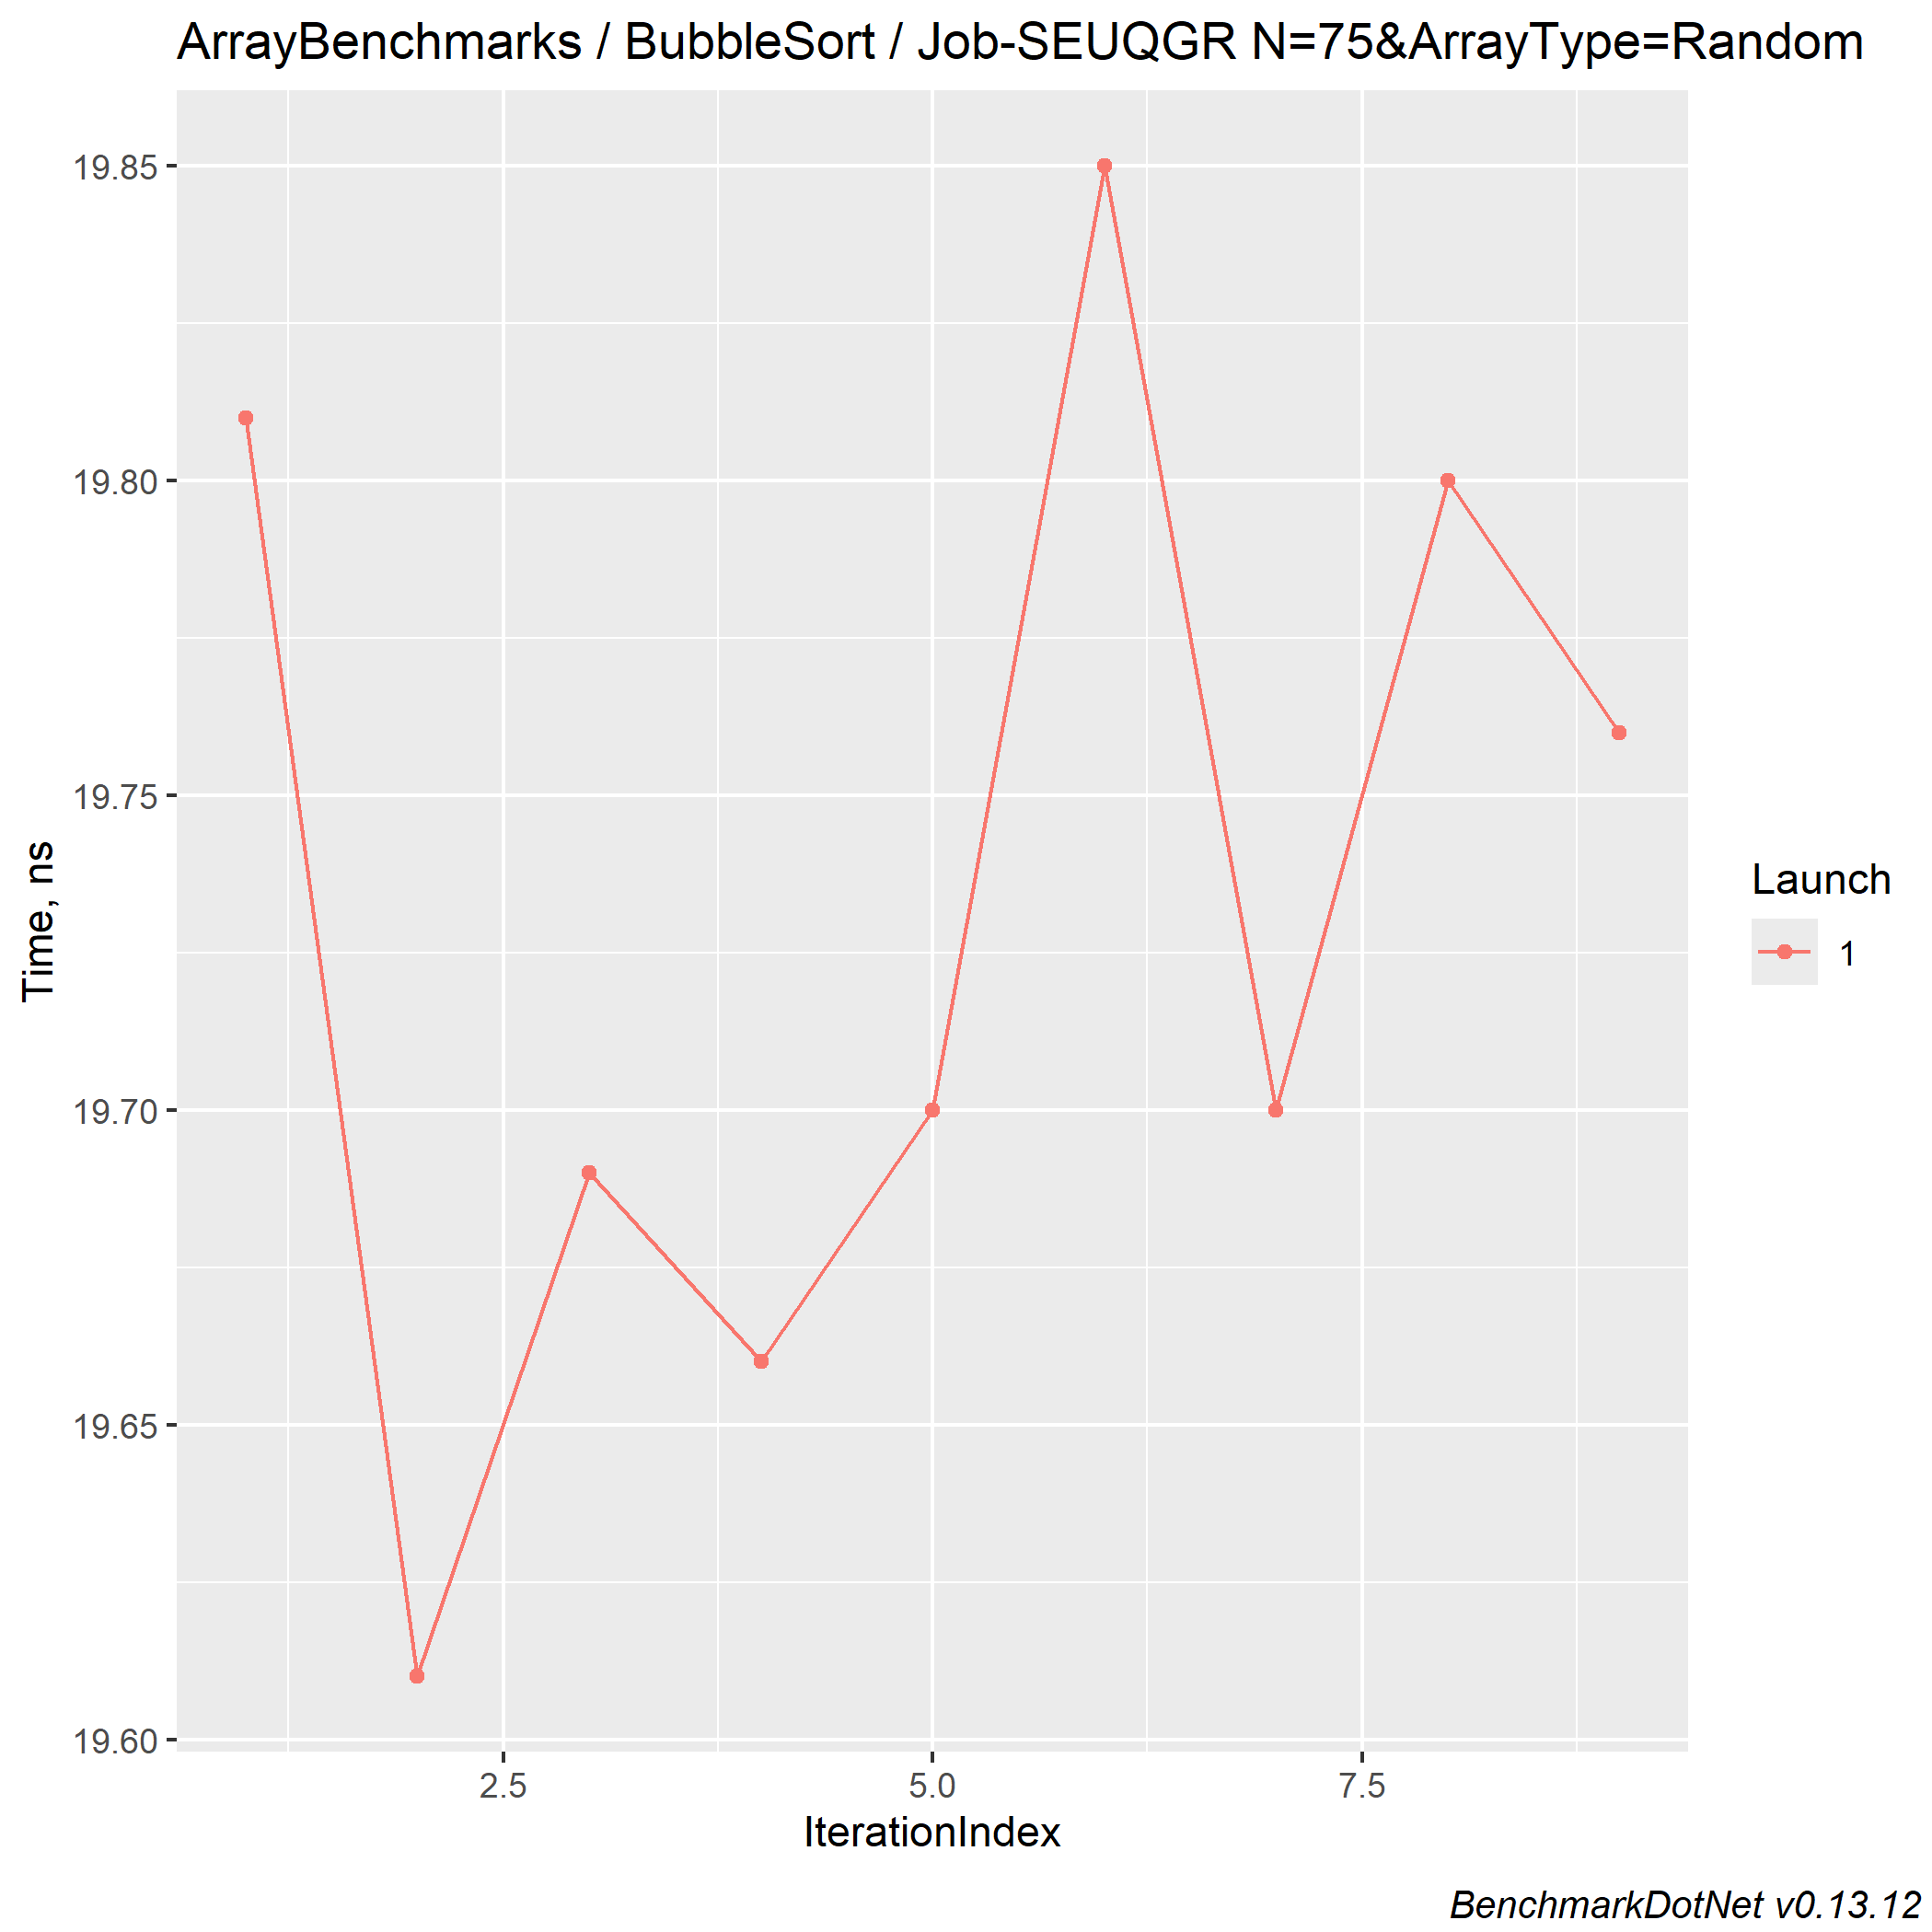 ArrayBenchmarks / BubbleSort / Job-SEUQGR N=75&ArrayType=Random
19.85
19.80
19.75
19.70
19.65
19.60
Time, ns
2.5 5.0 7.5
IterationIndex
Launch
1
BenchmarkDotNet v0.13.12